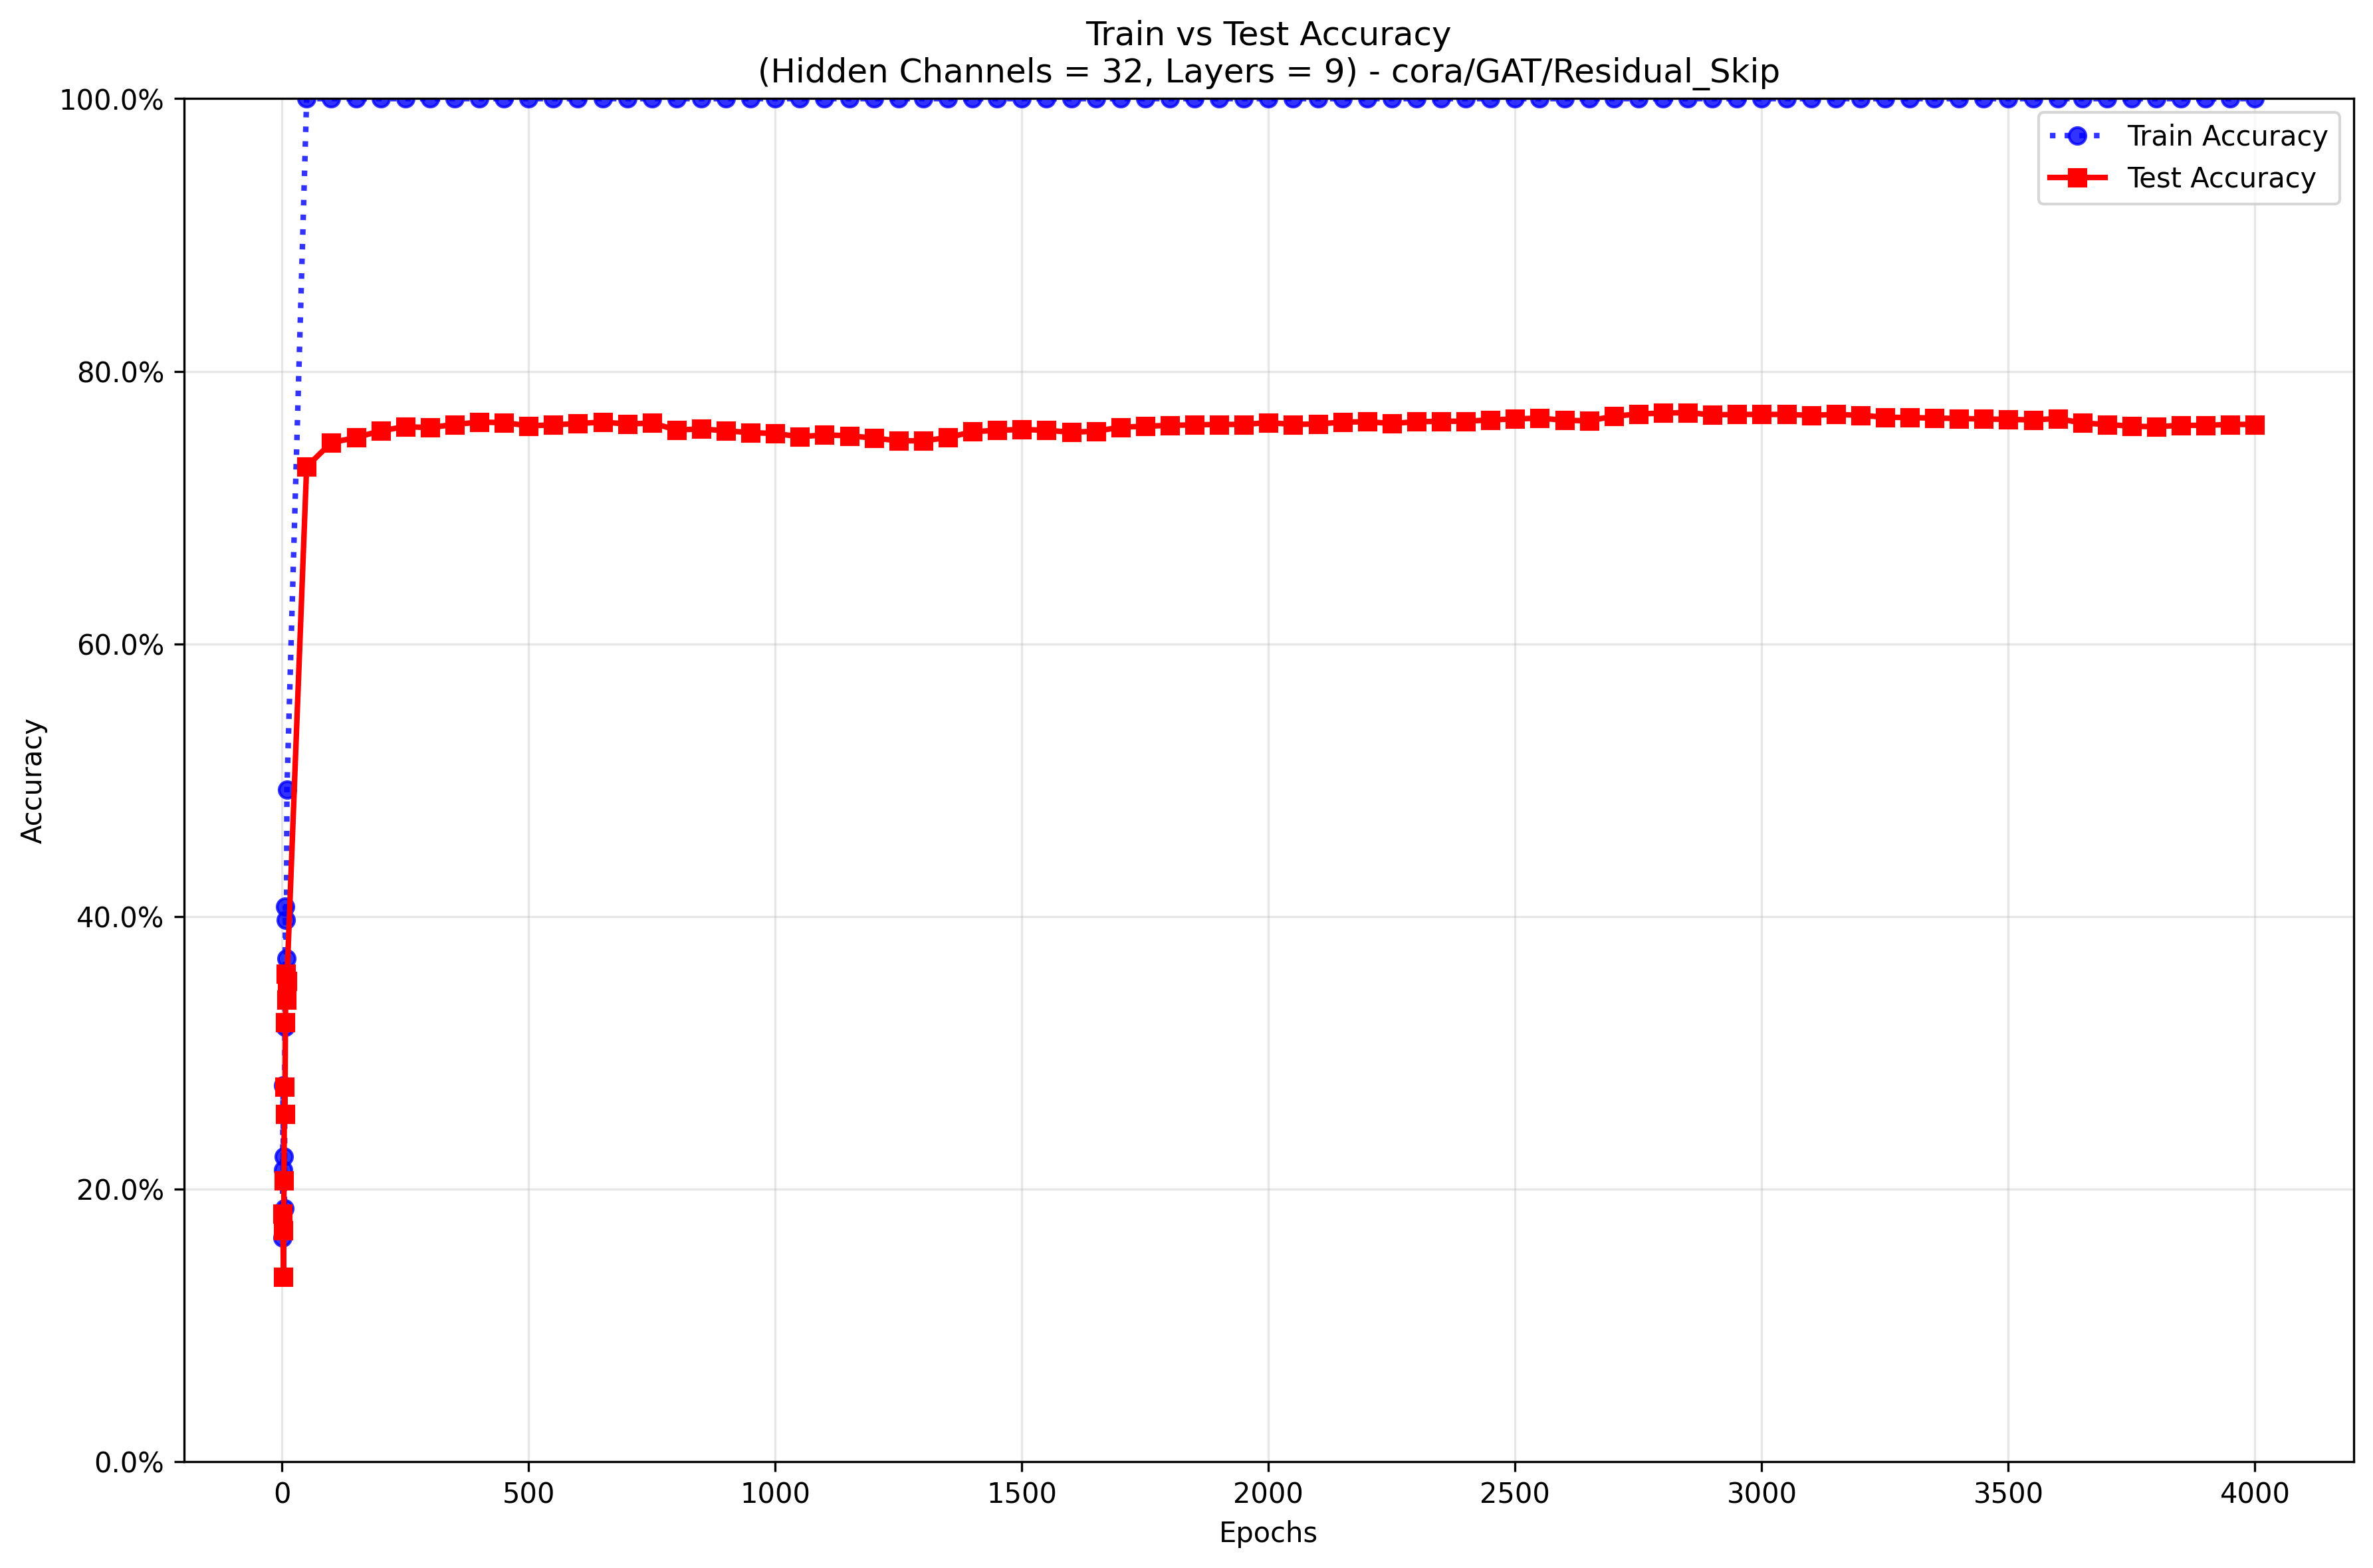 Train vs Test Accuracy
(Hidden Channels = 32, Layers = 9) - cora/GAT/Residual_Skip
100.0%
80.0%
60.0%
40.0%
20.0%
0.0%
Accuracy
Train Accuracy
Test Accuracy
0 500 1000 1500 2000 2500 3000 3500 4000
Epochs